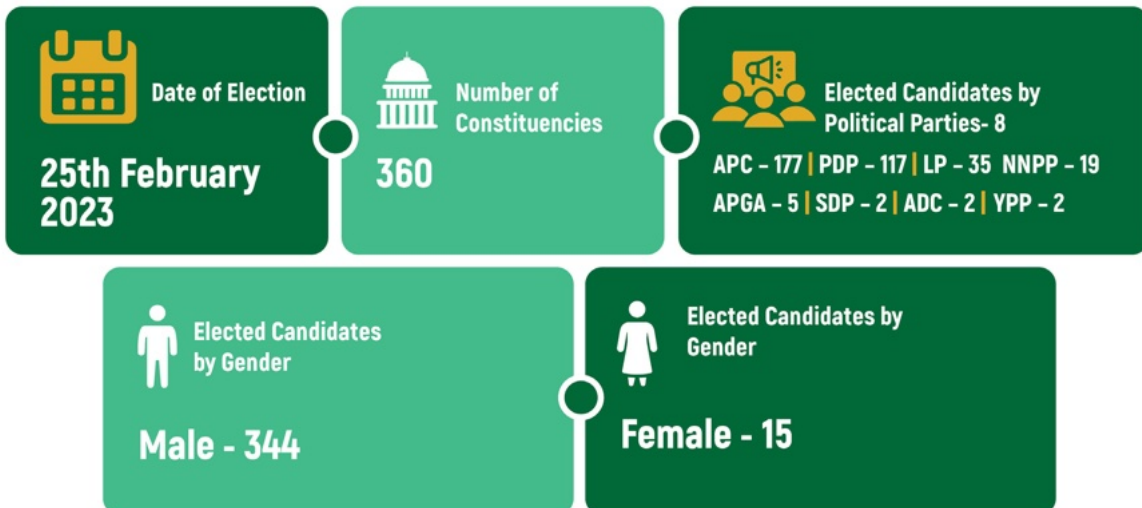 Date of Election
25th February
2023
Number of
Constituencies
360
Elected Candidates by
Political Parties- 8
APC – 177 | PDP – 117 | LP – 35 NNPP – 19
APGA – 5 | SDP – 2 | ADC – 2 | YPP – 2
Elected Candidates
by Gender
Male - 344
Elected Candidates by
Gender
Female - 15